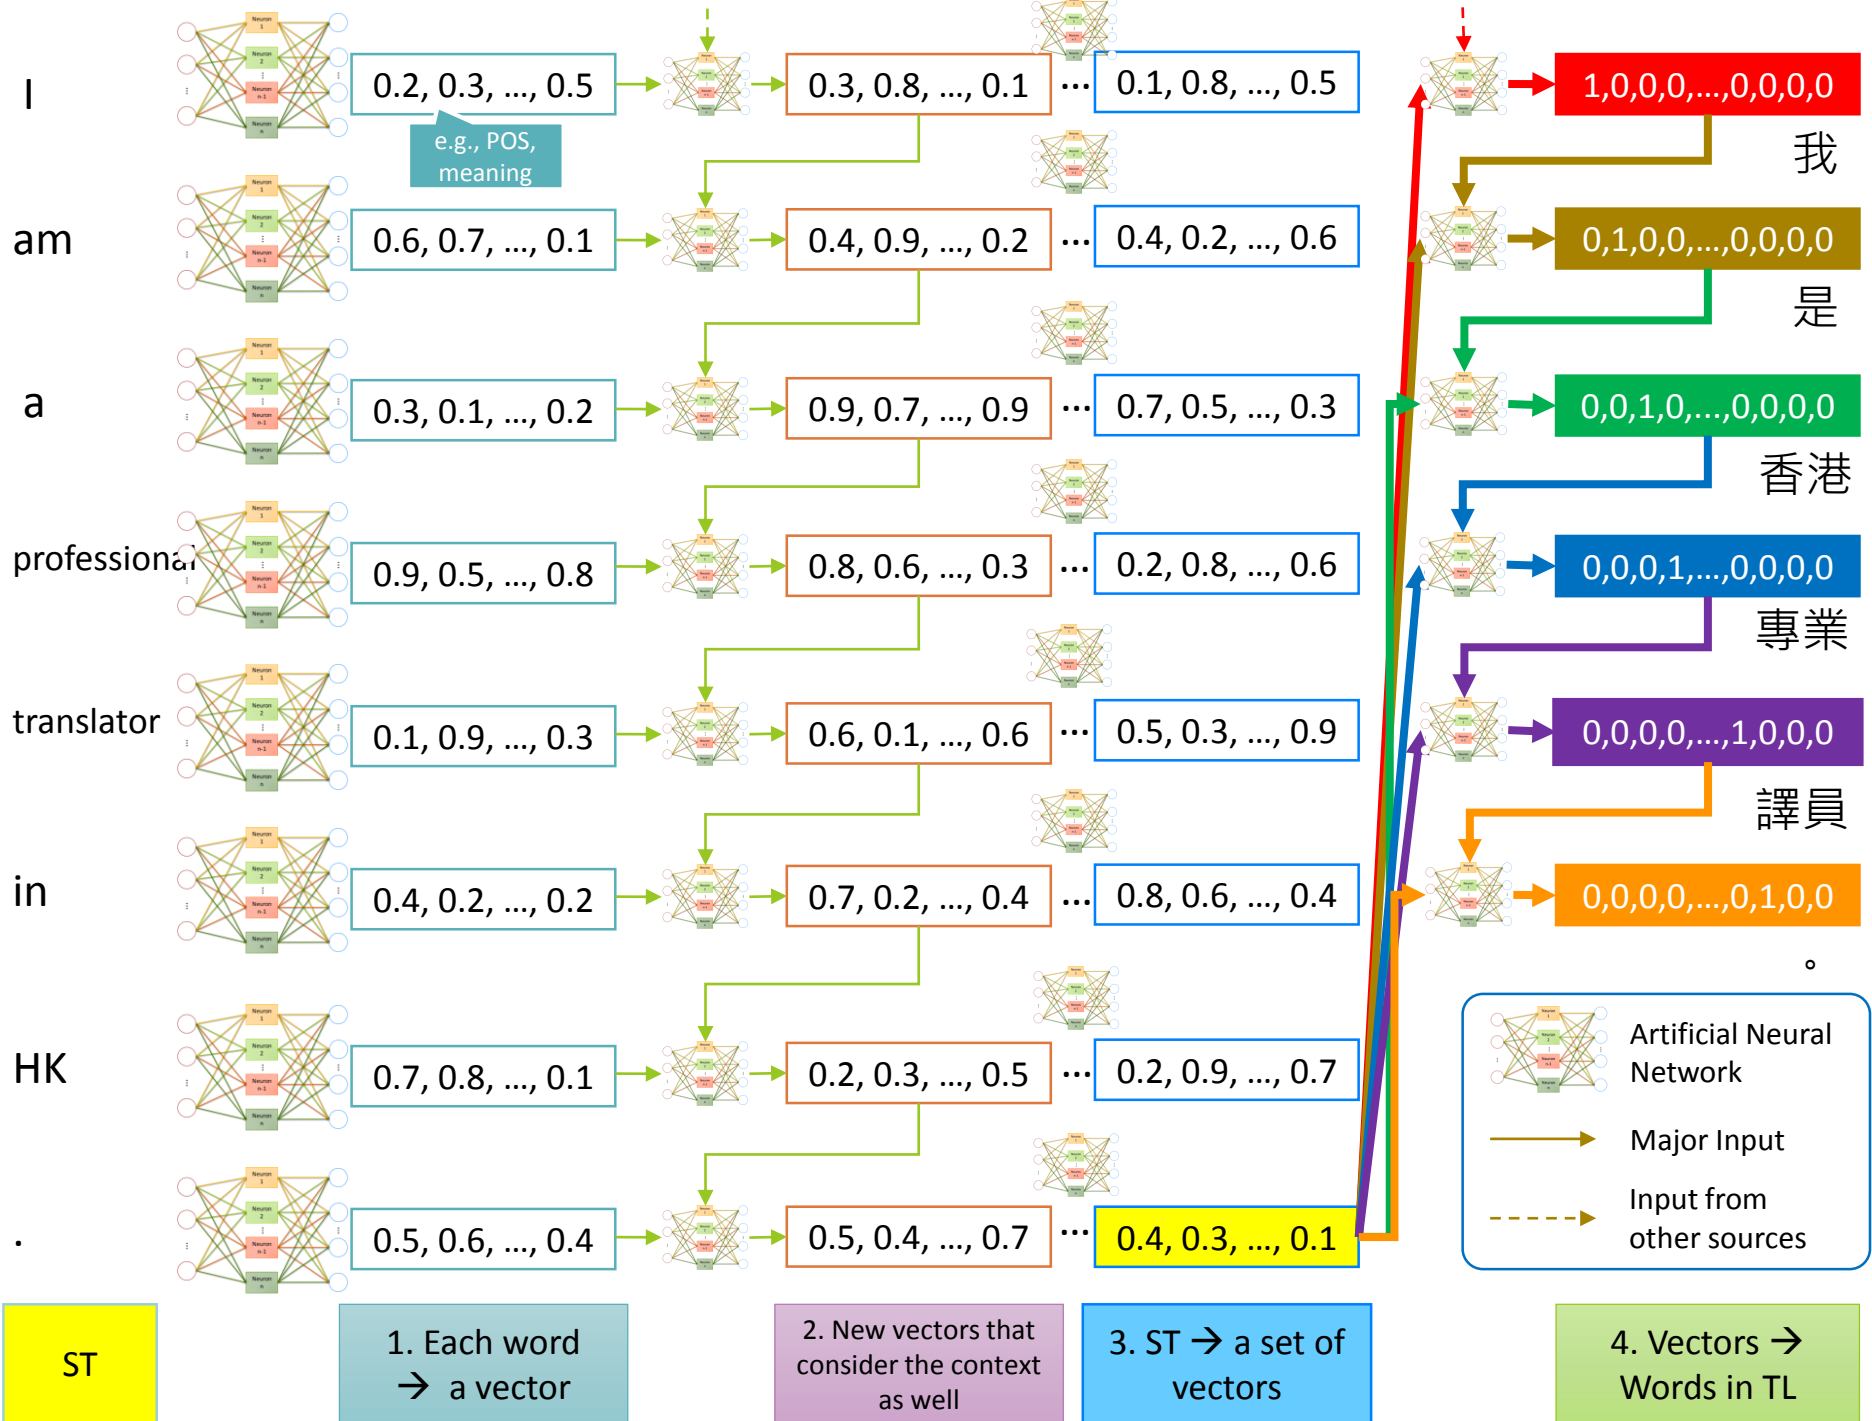 I
0.2, 0.3, ..., 0.5
0.3, 0.8, ..., 0.1
...
0.1, 0.8, ..., 0.5
1,0,0,0,...,0,0,0,0
e.g., POS,
meaning
我
am
0.6, 0.7, ..., 0.1
0.4, 0.9, ..., 0.2
...
0.4, 0.2, ..., 0.6
0,1,0,0,...,0,0,0,0
是
a
0.3, 0.1, ..., 0.2
0.9, 0.7, ..., 0.9
...
0.7, 0.5, ..., 0.3
0,0,1,0,...,0,0,0,0
香港
professional
0.9, 0.5, ..., 0.8
0.8, 0.6, ..., 0.3
...
0.2, 0.8, ..., 0.6
0,0,0,1,...,0,0,0,0
專業
translator
0.1, 0.9, ..., 0.3
0.6, 0.1, ..., 0.6
...
0.5, 0.3, ..., 0.9
0,0,0,0,...,1,0,0,0
譯員
in
0.4, 0.2, ..., 0.2
0.7, 0.2, ..., 0.4
...
0.8, 0.6, ..., 0.4
0,0,0,0,...,0,1,0,0
。
HK
0.7, 0.8, ..., 0.1
0.2, 0.3, ..., 0.5
...
0.2, 0.9, ..., 0.7
.
0.5, 0.6, ..., 0.4
0.5, 0.4, ..., 0.7
...
0.4, 0.3, ..., 0.1
Artificial Neural
Network
Major Input
Input from
other sources
ST
1. Each word
→ a vector
2. New vectors that
consider the context
as well
3. ST → a set of
vectors
4. Vectors →
Words in TL